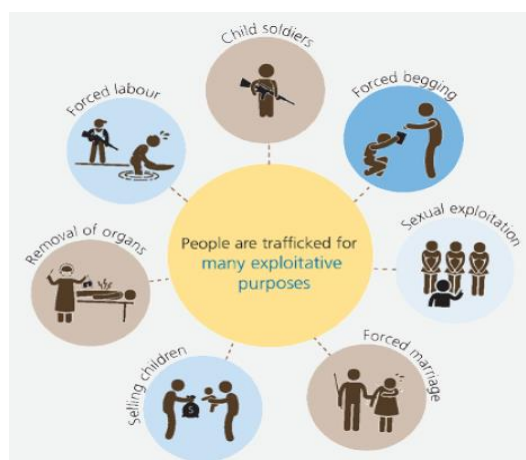 Child soldiers
Forced begging
Sexual exploitation
Forced marriage
Selling children
Removal of organs
Forced labour
People are trafficked for
many exploitative
purposes
$